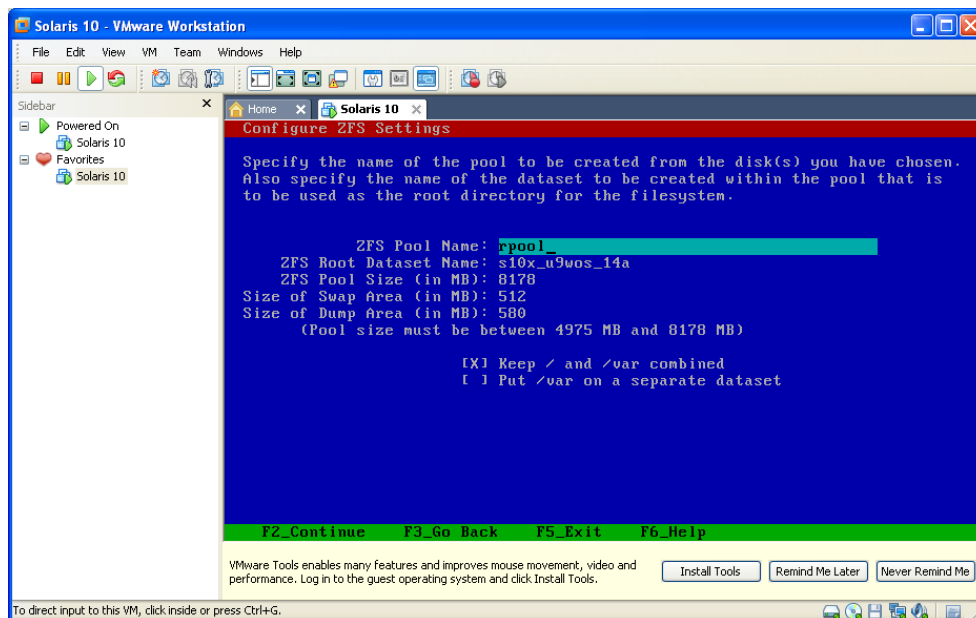 Solaris 10 - VMware Workstation
File Edit View VM Team Windows Help
Sidebar
Powered On
Solaris 10
Favorites
Solaris 10
Home
Solaris 10
Configure ZFS Settings
Specify the name of the pool to be created from the disk(s) you have chosen.
Also specify the name of the dataset to be created within the pool that is
to be used as the root directory for the filesystem.
ZFS Pool Name: rpool_
ZFS Root Dataset Name: s10x_u9wos_14a
ZFS Pool Size (in MB): 8178
Size of Swap Area (in MB): 512
Size of Dump Area (in MB): 580
(Pool size must be between 4975 MB and 8178 MB)
[X] Keep / and /var combined
[ ] Put /var on a separate dataset
F2_Continue F3_Go Back F5_Exit F6_Help
VMware Tools enables many features and improves mouse movement, video and
performance. Log in to the guest operating system and click Install Tools.
Install Tools Remind Me Later Never Remind Me
To direct input to this VM, click inside or press Ctrl+G.